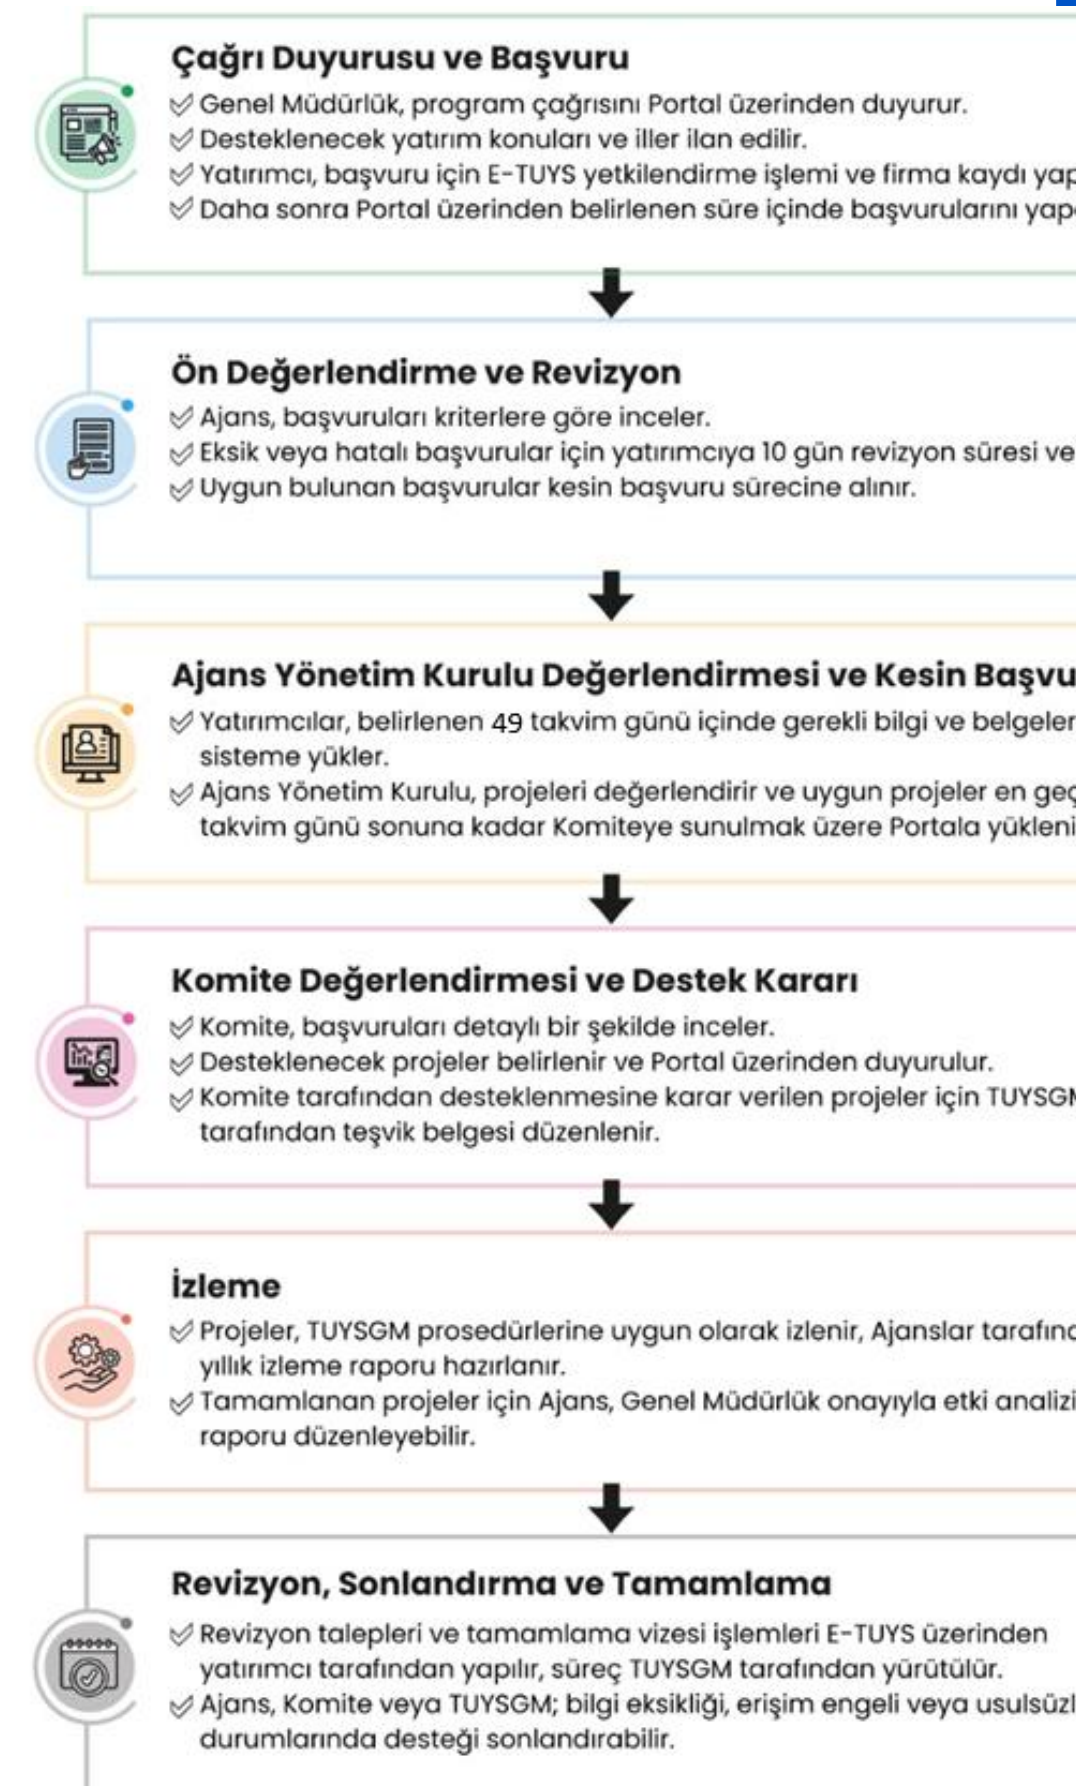 Çağrı Duyurusu ve Başvuru
Genel Müdürlük, program çağrısını Portal üzerinden duyurur.
Desteklenecek yatırım konuları ve iller ilan edilir.
Yatırımcı, başvuru için E-TUYS yetkilendirme işlemi ve firma kaydı yap
Daha sonra Portal üzerinden belirlenen süre içinde başvurularını yap
Ön Değerlendirme ve Revizyon
Ajans, başvuruları kriterlere göre inceler.
Eksik veya hatalı başvurular için yatırımcıya 10 gün revizyon süresi ve
Uygun bulunan başvurular kesin başvuru sürecine alınır.
Ajans Yönetim Kurulu Değerlendirmesi ve Kesin Başvu
Yatırımcılar, belirlenen 49 takvim günü içinde gerekli bilgi ve belgeler
sisteme yükler.
Ajans Yönetim Kurulu, projeleri değerlendirir ve uygun projeler en geç
takvim günü sonuna kadar Komiteye sunulmak üzere Portala yükleni
Komite Değerlendirmesi ve Destek Kararı
Komite, başvuruları detaylı bir şekilde inceler.
Desteklenecek projeler belirlenir ve Portal üzerinden duyurulur.
Komite tarafından desteklenmesine karar verilen projeler için TUYSGM
tarafından teşvik belgesi düzenlenir.
İzleme
Projeler, TUYSGM prosedürlerine uygun olarak izlenir, Ajanslar tarafınd
yıllık izleme raporu hazırlanır.
Tamamlanan projeler için Ajans, Genel Müdürlük onayıyla etki analizi
raporu düzenleyebilir.
Revizyon, Sonlandırma ve Tamamlama
Revizyon talepleri ve tamamlama vizesi işlemleri E-TUYS üzerinden
yatırımcı tarafından yapılır, süreç TUYSGM tarafından yürütülür.
Ajans, Komite veya TUYSGM; bilgi eksikliği, erişim engeli veya usulsüzl
durumlarında desteği sonlandırabilir.